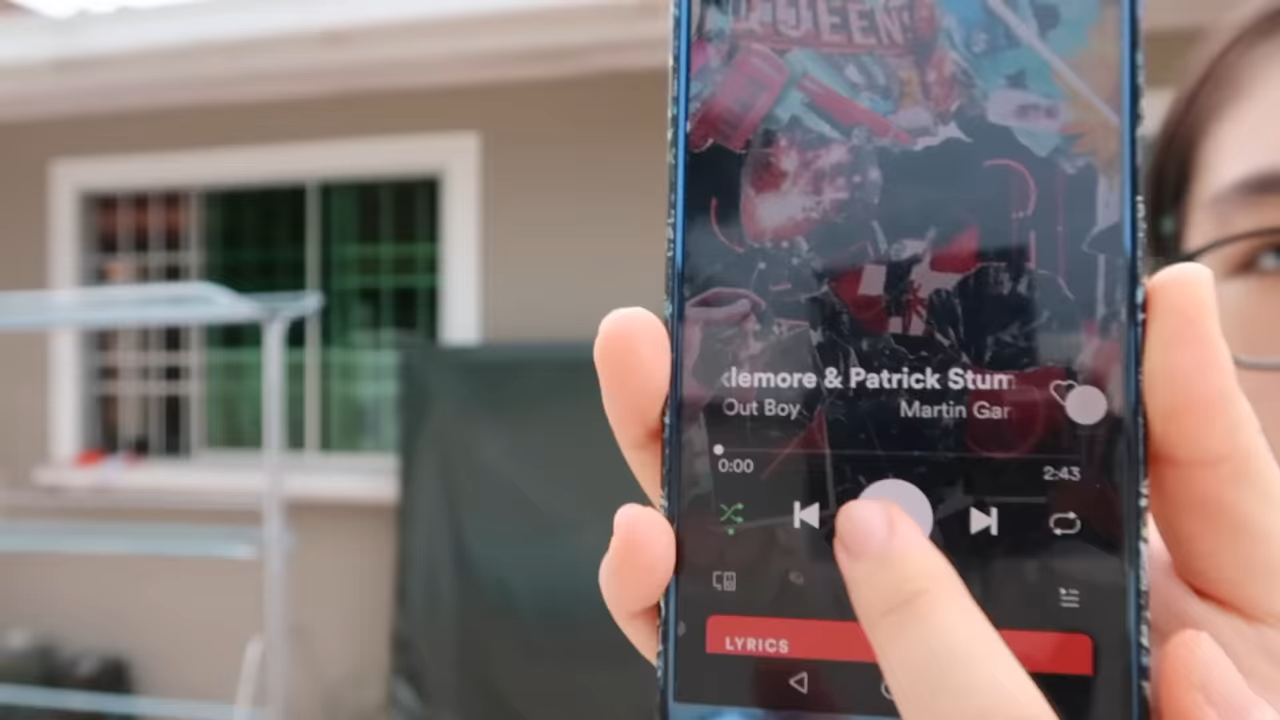 QUEEN
klemore & Patrick Stum
Out Boy Martin Gar
0:00
2:43
LYRICS